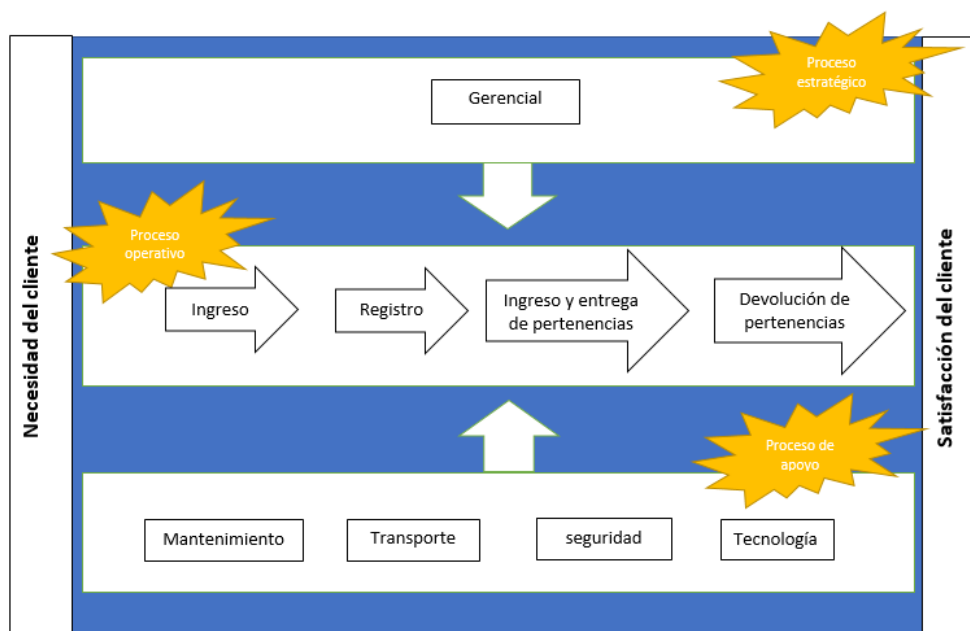 Proceso
estratégico
Gerencial
Necesidad del cliente
Proceso
operativo
Ingreso
Registro
Ingreso y entrega
de pertenencias
Devolución de
pertenencias
Satisfacción del cliente
Proceso de
apoyo
Mantenimiento
Transporte
seguridad
Tecnología